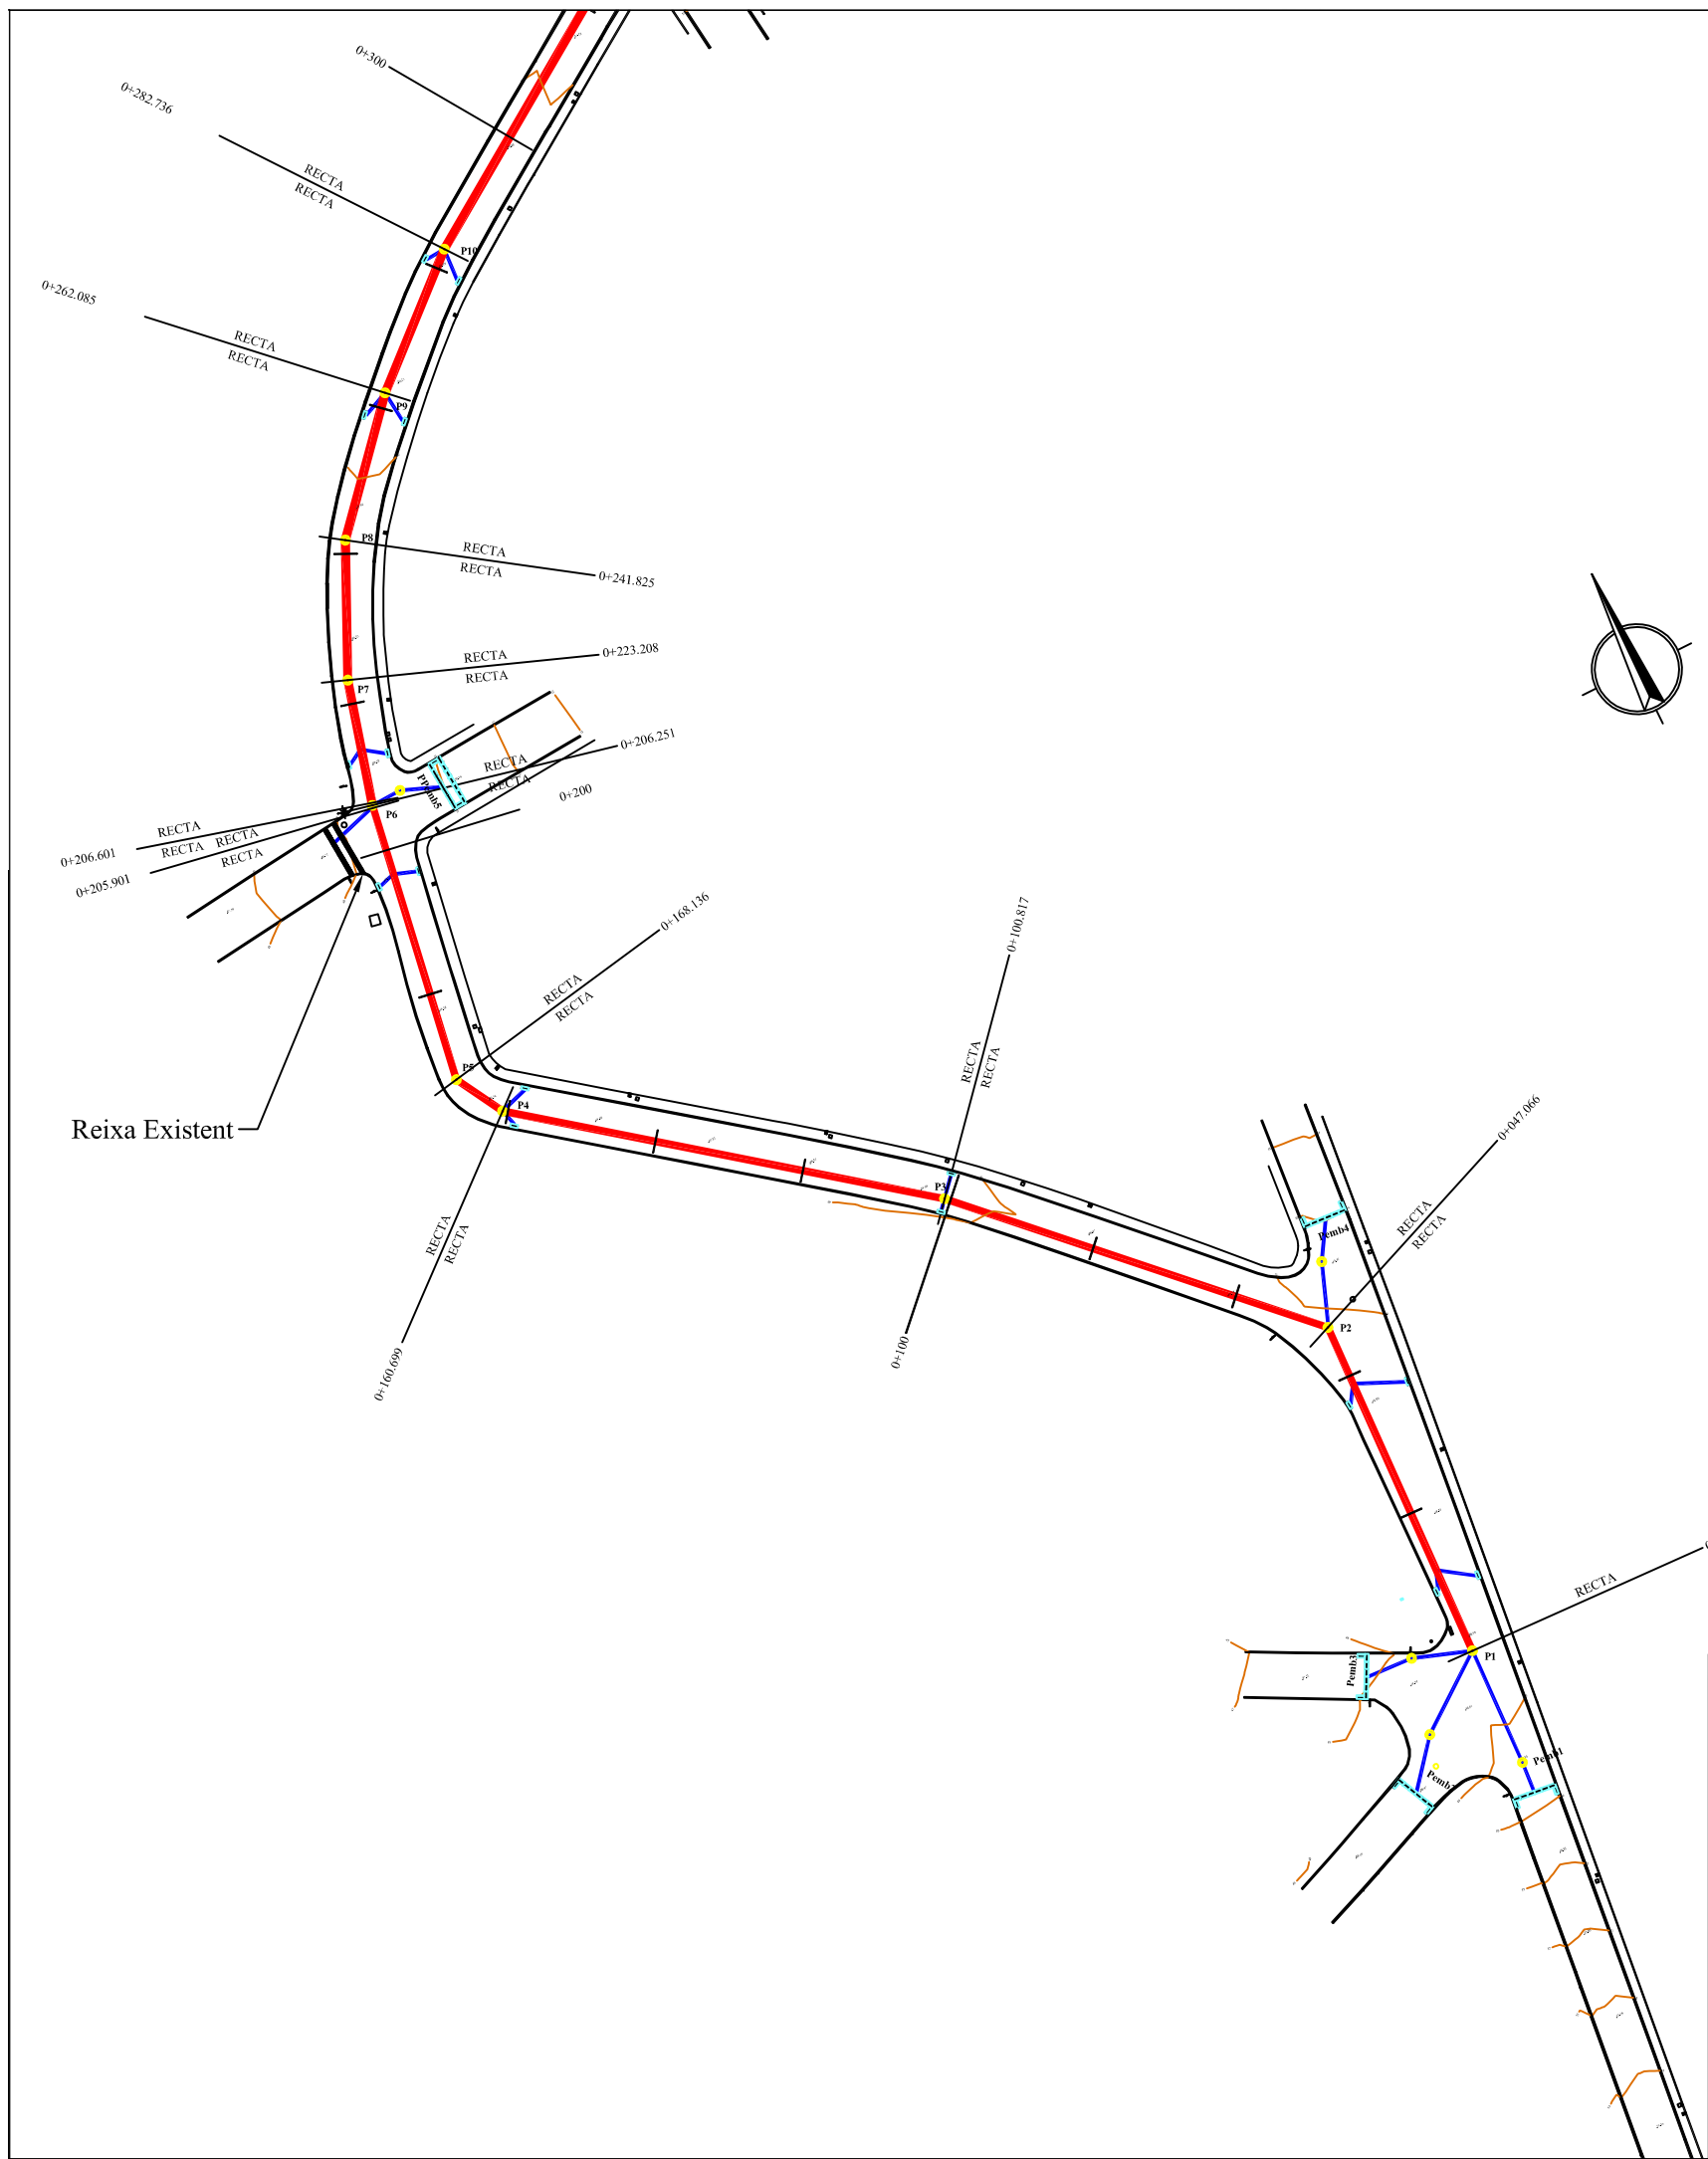 0+300
0+282.736
RECTA
RECTA
P10
0+262.085
RECTA
RECTA
P9
P8
RECTA
RECTA
0+241.825
0+223.208
RECTA
RECTA
P7
0+206.251
RECTA
RECTA
PPemb5
0+200
P6
RECTA
RECTA
RECTA
RECTA
0+206.601
0+205.901
0+168.136
RECTA
RECTA
0+100.817
RECTA
RECTA
P5
P4
Reixa Existent
0+047.066
RECTA
RECTA
P3
Pemb4
RECTA
RECTA
0+160.699
0+100
P2
RECTA
P1
Pemb3
Pemb1